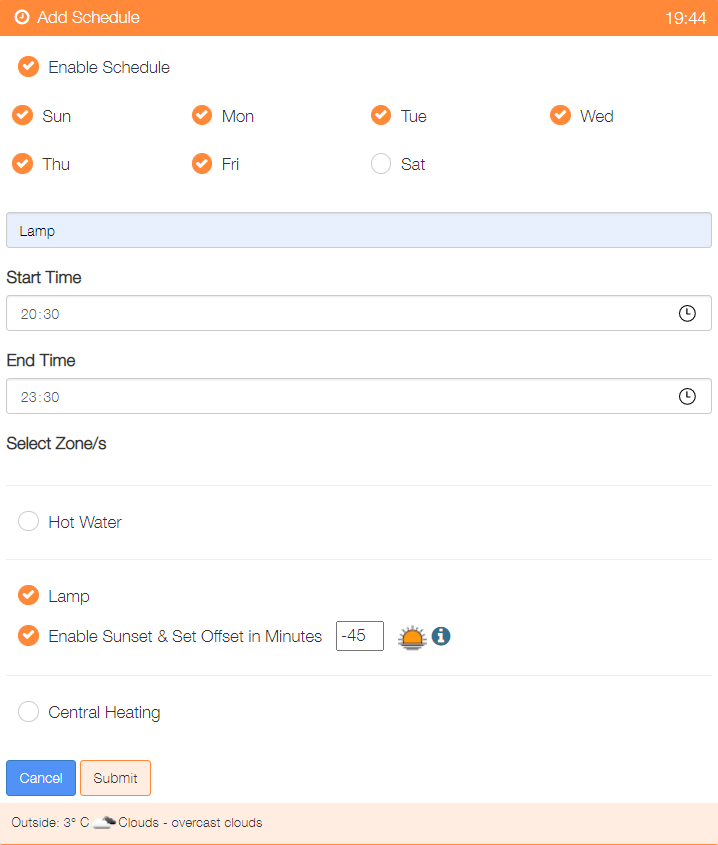 Add Schedule 19:44
Enable Schedule
Sun Mon Tue Wed
Thu Fri Sat
Lamp
Start Time
20:30
End Time
23:30
Select Zone/s
Hot Water
Lamp
Enable Sunset & Set Offset in Minutes -45
Central Heating
Cancel Submit
Outside: 3° C Clouds - overcast clouds